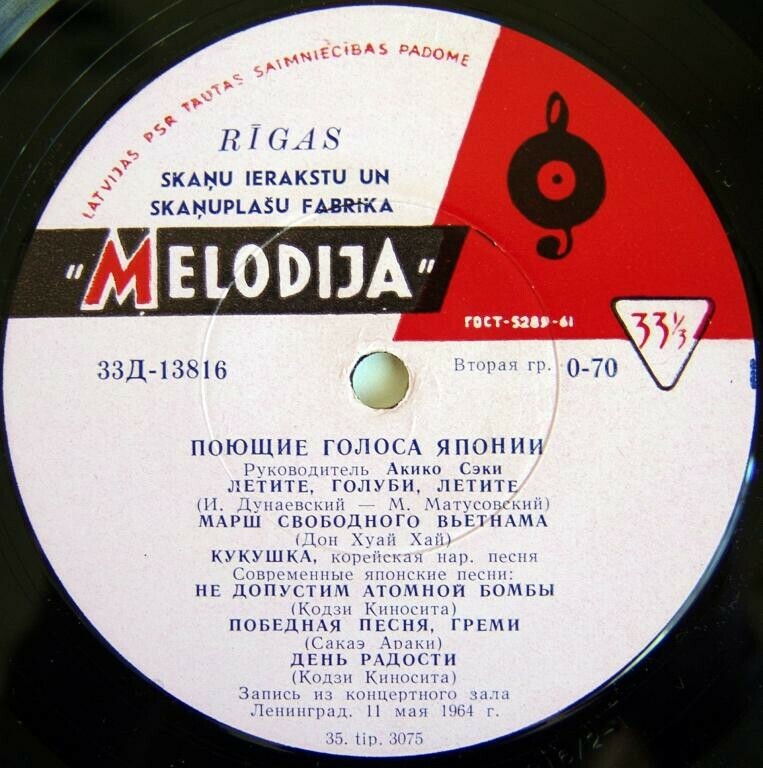 LATVIJAS PSR TAUTAS SAIMNIECĪBAS PADOME
RĪGAS
SKAŅU IERAKSTU UN
SKAŅUPLAŠU FABRIKA
"MELODIJA"
ГОСТ-5289-61
33⅓
33Д-13816
Вторая гр. 0-70
ПОЮЩИЕ ГОЛОСА ЯПОНИИ
Руководитель Акико Сэки
ЛЕТИТЕ, ГОЛУБИ, ЛЕТИТЕ
(И. Дунаевский — М. Матусовский)
МАРШ СВОБОДНОГО ВЬЕТНАМА
(Дон Хуай Хай)
КУКУШКА, корейская нар. песня
Современные японские песни:
НЕ ДОПУСТИМ АТОМНОЙ БОМБЫ
(Кодзи Киносита)
ПОБЕДНАЯ ПЕСНЯ, ГРЕМИ
(Сакаэ Араки)
ДЕНЬ РАДОСТИ
(Кодзи Киносита)
Запись из концертного зала
Ленинград. 11 мая 1964 г.
35. tip. 3075